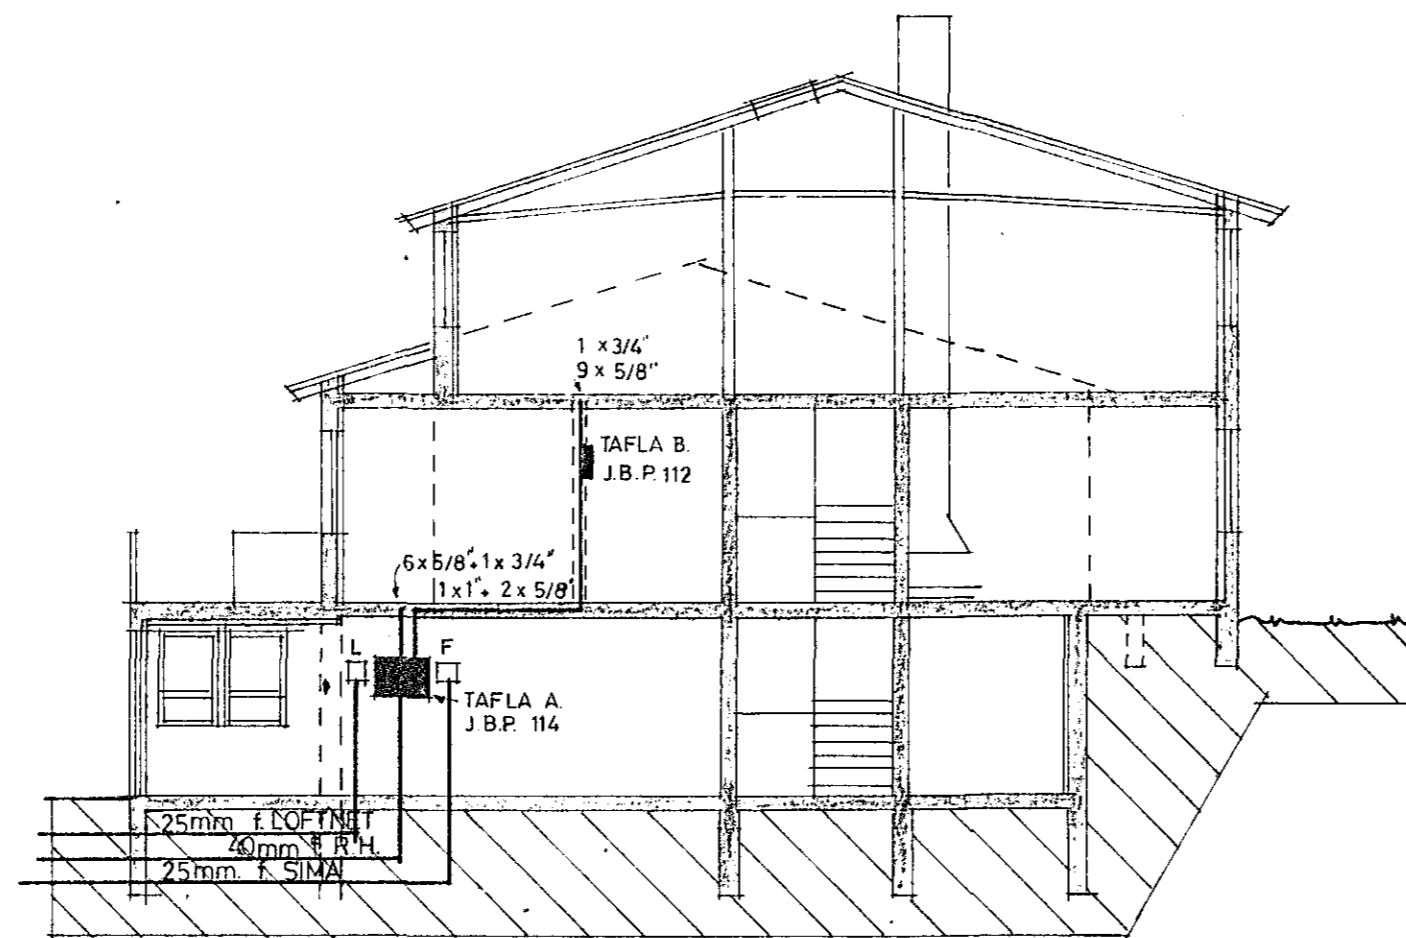 1 x 3/4"
9 x 5/8"
TAFLA B.
J.B.P. 112
6 x 5/8" + 1 x 3/4"
1 x 1" + 2 x 5/8"
L
F
TAFLA A.
J.B.P. 114
25mm f. LOFTNET
40mm f. R.H.
25mm. f. SIMA